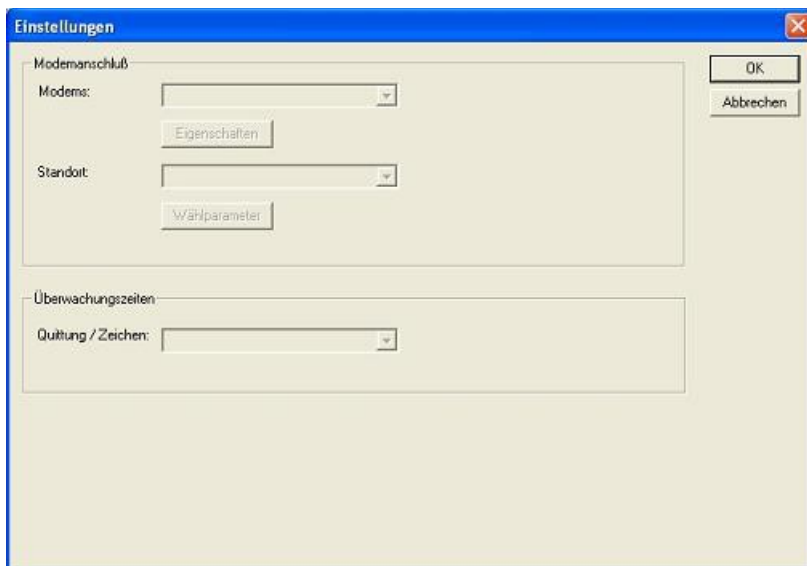 Einstellungen
Modemanschluß
Modems:
Eigenschaften
Standort:
Wählparameter
Überwachungszeiten
Quittung / Zeichen:
OK
Abbrechen